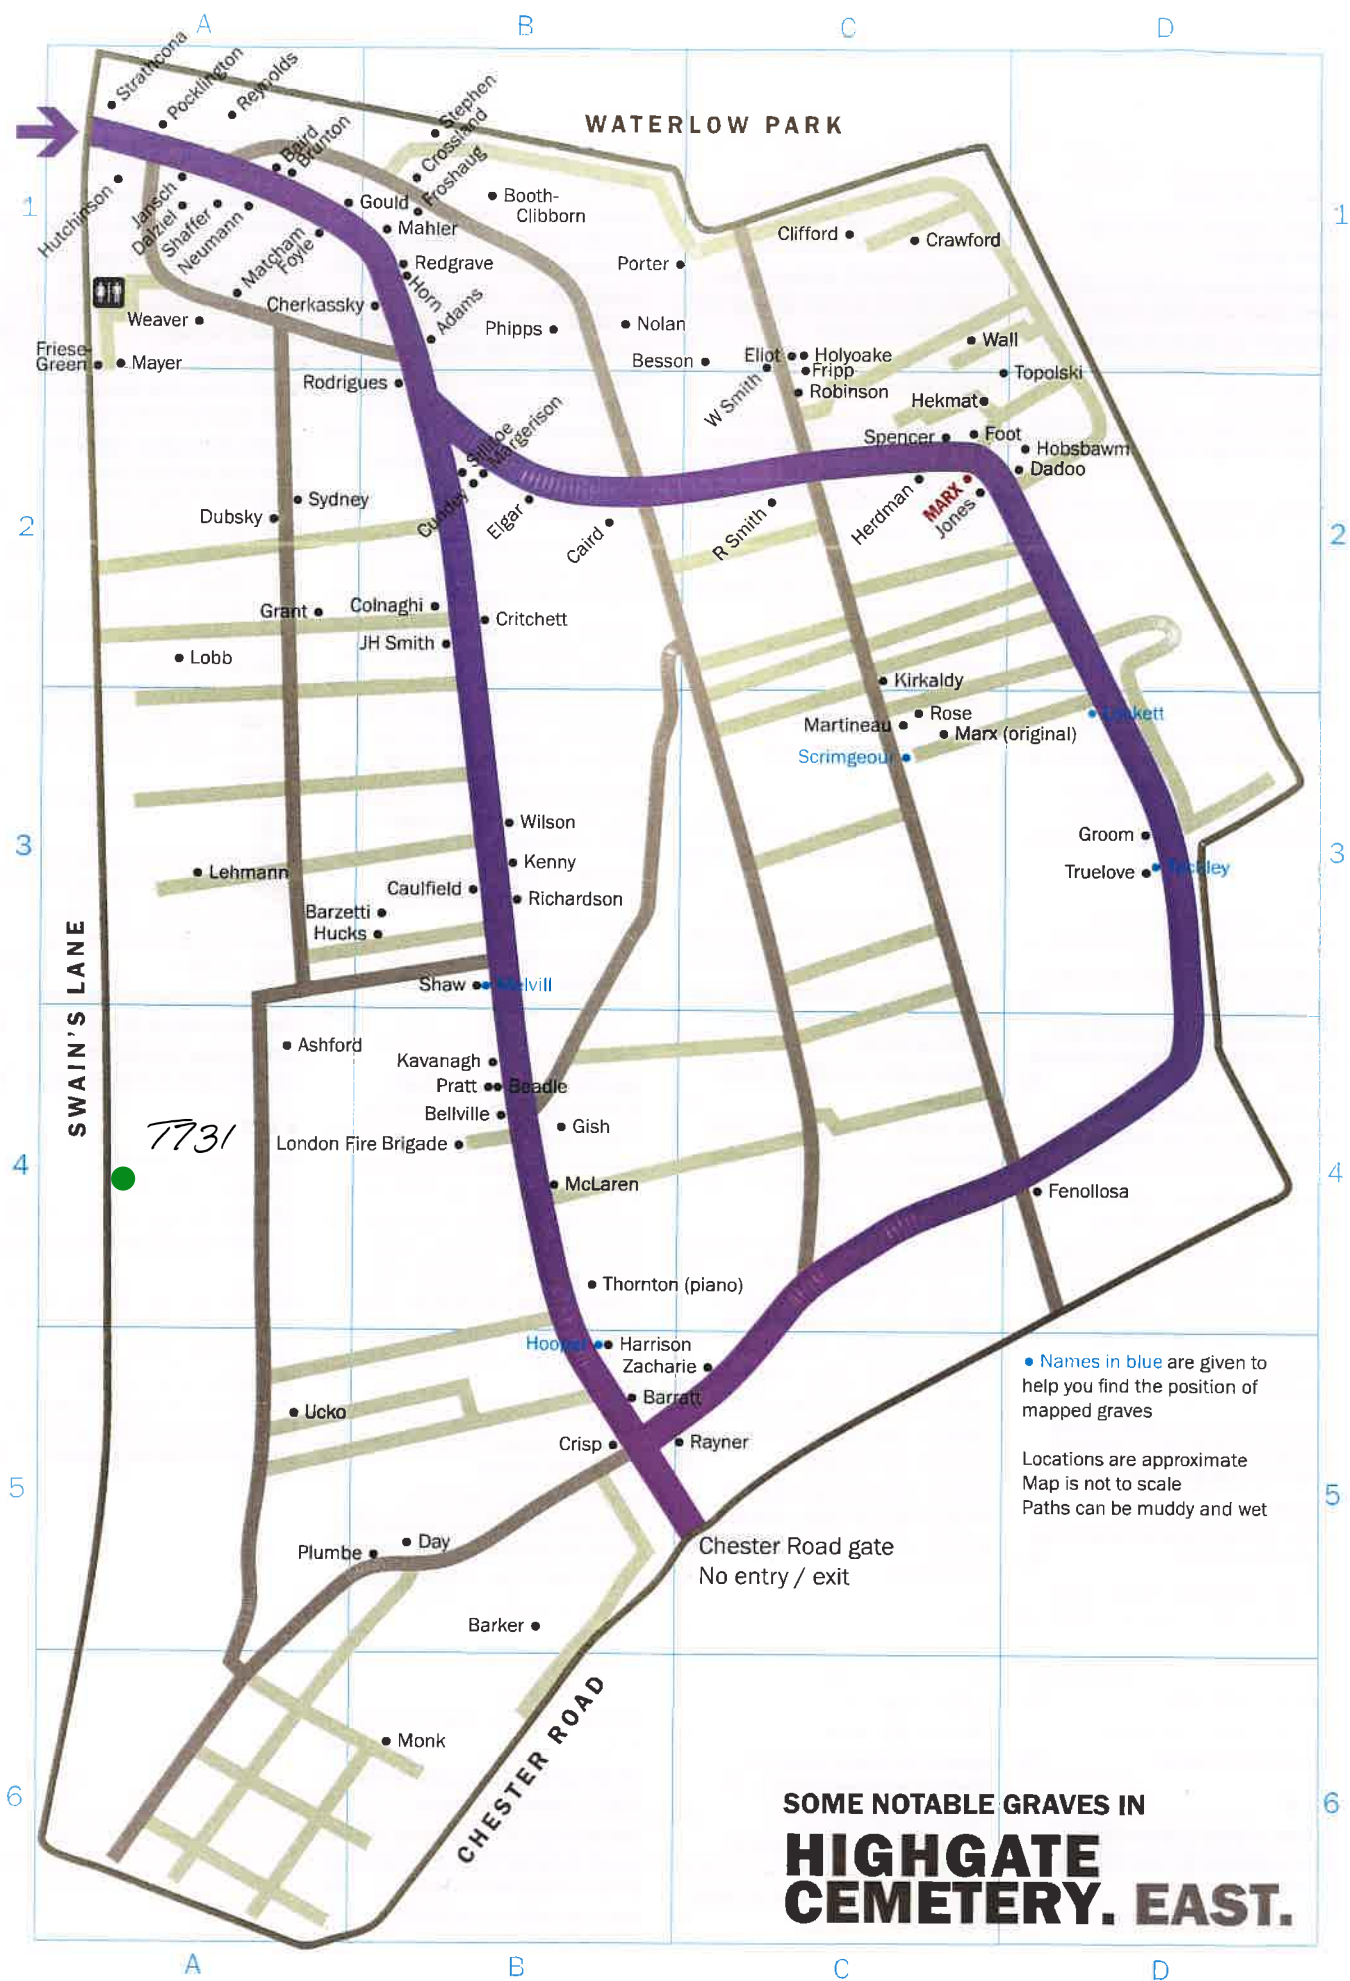 A B C D
Strathcona
Pocklington
Reynolds
Stephen
WATERLOW PARK
Baird
Brunton
Crossland
Froshaug
1
Hutchinson
Jansch
Dalziel
Shaffer
Neumann
Matcham
Foyle
Gould
Mahler
Booth-
Clibborn
Clifford
Crawford
1
Redgrave
Horn
Adams
Porter
Cherkassky
Weaver
Phipps
Nolan
Friese-
Green
Mayer
Besson
Eliot
Holyoake
Fripp
W Smith
Robinson
Wall
Topolski
Hekmat
Rodrigues
Sillitoe
Margerison
Spencer
Foot
Hobsbawm
Dadoo
Sydney
Dubsky
Cundey
Elgar
Caird
R Smith
Herdman
MARX
Jones
2
2
Grant
Colnaghi
Critchett
JH Smith
Lobb
Kirkaldy
Rose
Martineau
Marx (original)
Lockett
Scrimgeour
Wilson
Groom
3
3
Kenny
Lehmann
Caulfield
Richardson
Truelove
Barzetti
Hucks
SWAIN'S LANE
Shaw
Melvill
Ashford
Kavanagh
Pratt
Beadle
Bellville
Gish
T731
London Fire Brigade
4
4
McLaren
Fenollosa
Thornton (piano)
Hooper
Harrison
Zacharie
Barratt
Ucko
Crisp
Rayner
Names in blue are given to
help you find the position of
mapped graves
Locations are approximate
Map is not to scale
Paths can be muddy and wet
5
5
Day
Plumbe
Chester Road gate
No entry / exit
Barker
CHESTER ROAD
Monk
6
6
SOME NOTABLE GRAVES IN
HIGHGATE
CEMETERY. EAST.
A B C D